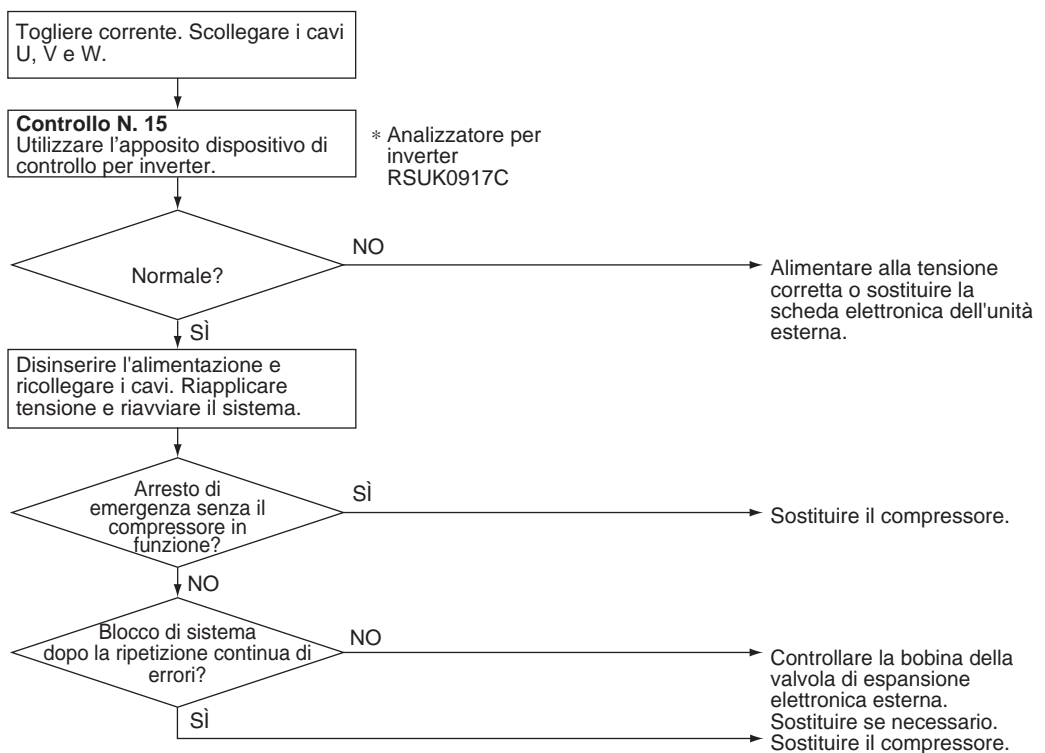 Togliere corrente. Scollegare i cavi
U, V e W.
Controllo N. 15
Utilizzare l'apposito dispositivo di
controllo per inverter.
∗ Analizzatore per
inverter
RSUK0917C
Normale?
NO
Alimentare alla tensione
corretta o sostituire la
scheda elettronica dell'unità
esterna.
SÌ
Disinserire l'alimentazione e
ricollegare i cavi. Riapplicare
tensione e riavviare il sistema.
Arresto di
emergenza senza il
compressore in
funzione?
SÌ
Sostituire il compressore.
NO
Blocco di sistema
dopo la ripetizione continua di
errori?
NO
Controllare la bobina della
valvola di espansione
elettronica esterna.
Sostituire se necessario.
SÌ
Sostituire il compressore.